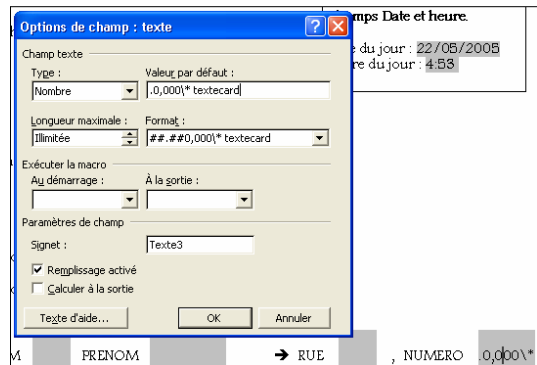 Options de champ : texte
amps Date et heure.
e du jour : 22/05/2005
re du jour : 4:53
Champ texte
Type : Valeur par défaut :
Nombre .0,000\* textecard
Longueur maximale : Format :
Illimitée ##.##0,000\* textecard
Exécuter la macro
Au démarrage : À la sortie :
Paramètres de champ
Signet : Texte3
Remplissage activé
Calculer à la sortie
Texte d'aide... OK Annuler
M PRENOM ➔ RUE , NUMERO .0,000\*